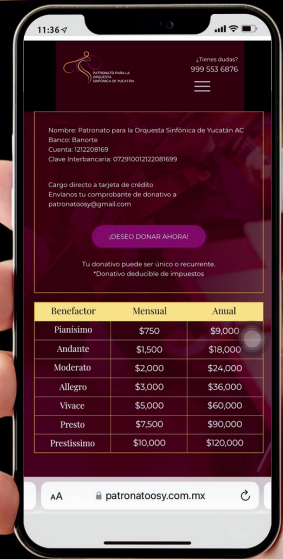 11:36
¿Tienes dudas?
999 553 6876
PATRONATO PARA LA
ORQUESTA
SINFÓNICA DE YUCATÁN
Nombre: Patronato para la Orquesta Sinfónica de Yucatán AC
Banco: Banorte
Cuenta: 1212208169
Clave Interbancaria: 072910012122081699
Cargo directo a tarjeta de crédito
Envíanos tu comprobante de donativo a
patronatoosy@gmail.com
¡DESEO DONAR AHORA!
Tu donativo puede ser único o recurrente.
*Donativo deducible de impuestos
Benefactor Mensual Anual
Pianísimo $750 $9,000
Andante $1,500 $18,000
Moderato $2,000 $24,000
Allegro $3,000 $36,000
Vivace $5,000 $60,000
Presto $7,500 $90,000
Prestissimo $10,000 $120,000
AA patronatoosy.com.mx